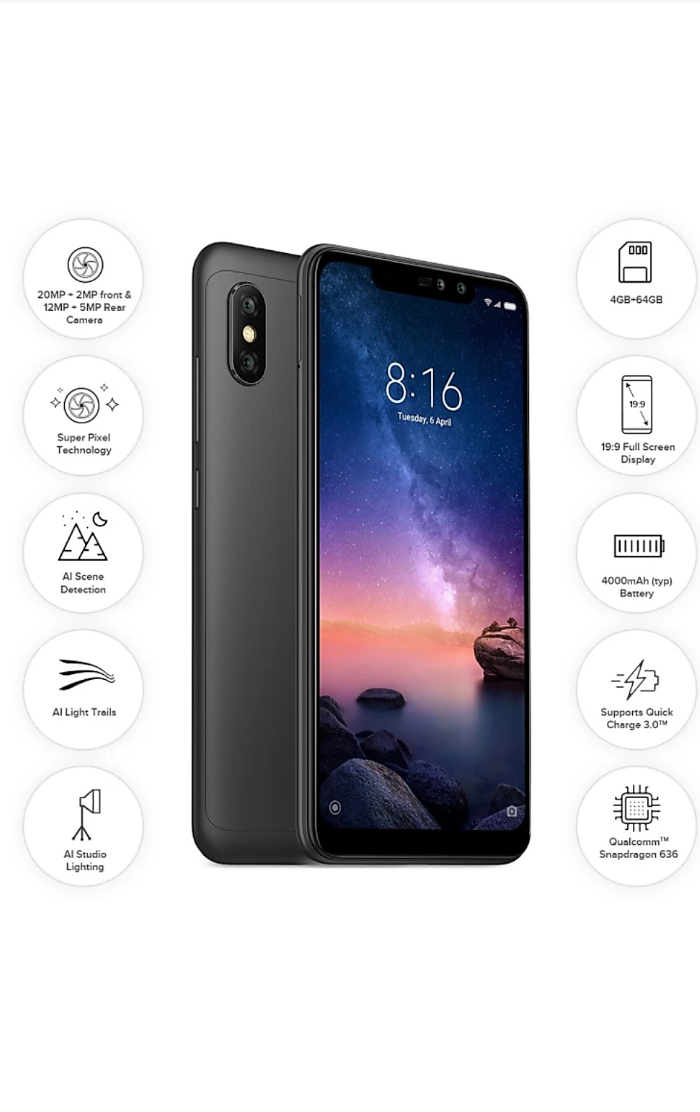 20MP + 2MP front &
12MP + 5MP Rear
Camera
Super Pixel
Technology
AI Scene
Detection
AI Light Trails
AI Studio
Lighting
8:16
Tuesday, 6 April
4GB+64GB
19:9
19:9 Full Screen
Display
4000mAh (typ)
Battery
Supports Quick
Charge 3.0™
Qualcomm™
Snapdragon 636